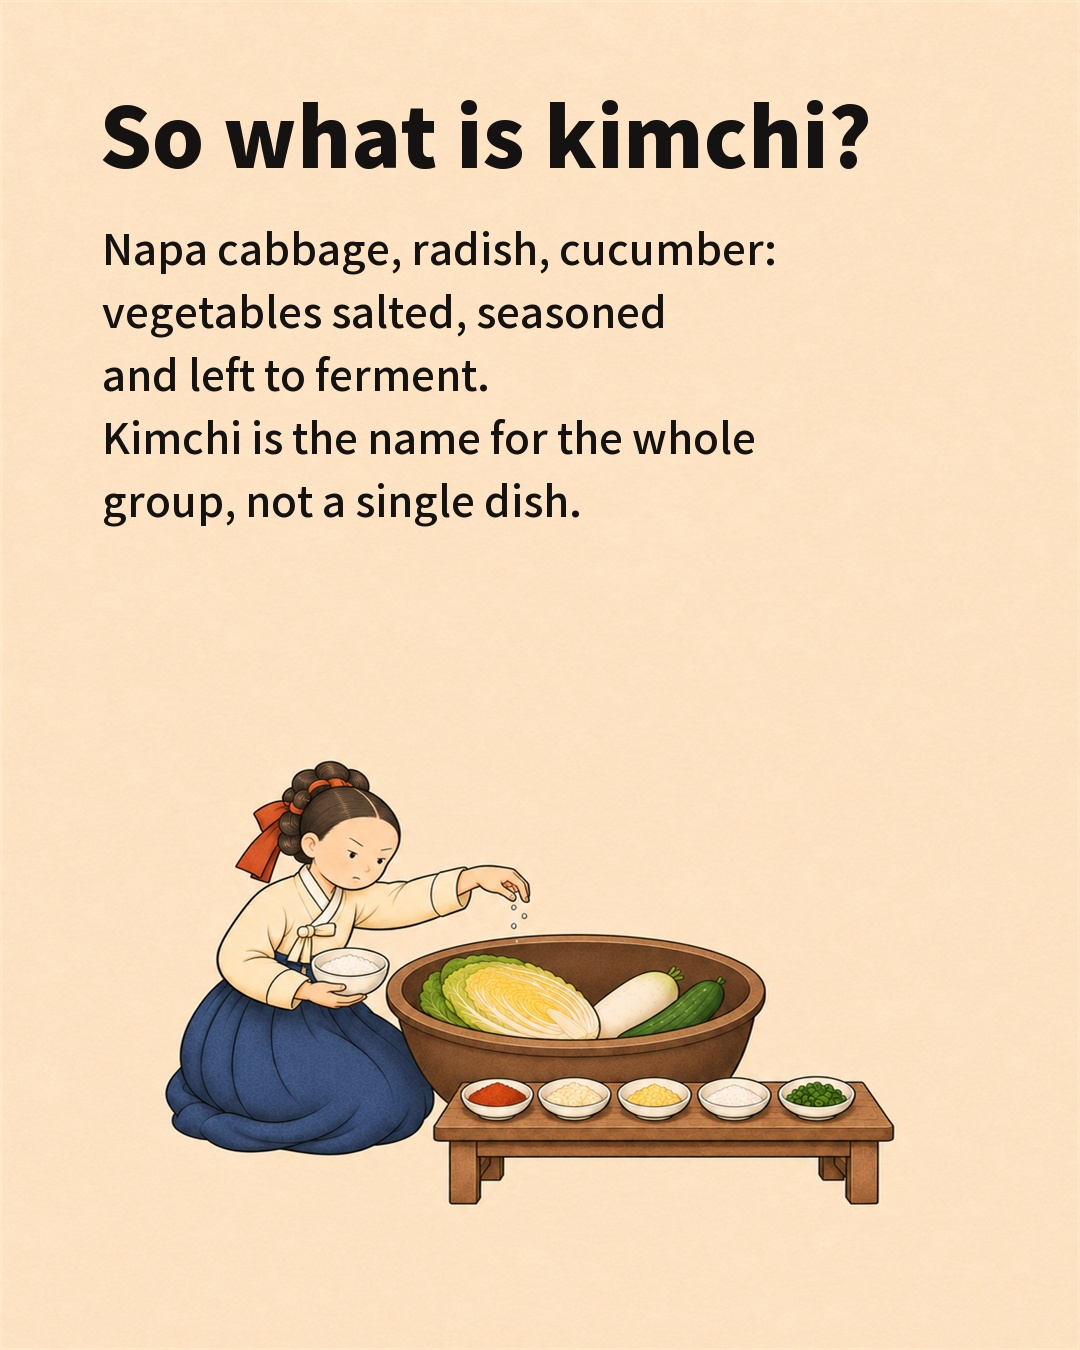 So what is kimchi?
Napa cabbage, radish, cucumber:
vegetables salted, seasoned
and left to ferment.
Kimchi is the name for the whole
group, not a single dish.